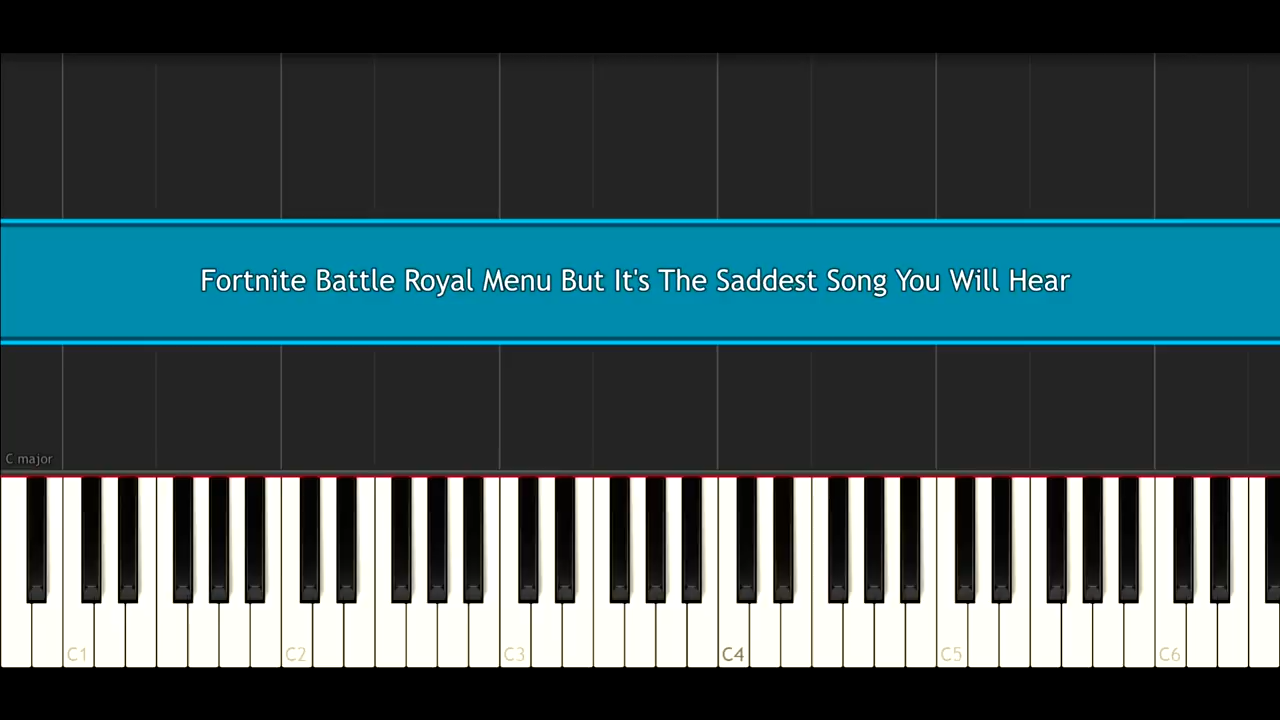 Fortnite Battle Royal Menu But It's The Saddest Song You Will Hear
C major
C1 C2 C3 C4 C5 C6